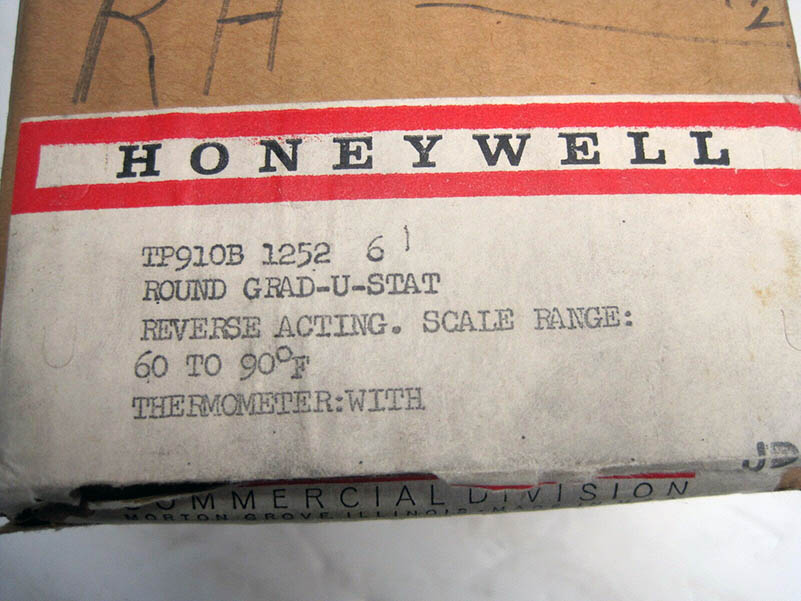 RA
HONEYWELL
TP910B 1252 6
ROUND GRAD-U-STAT
REVERSE ACTING. SCALE RANGE:
60 TO 90°F
THERMOMETER:WITH
JD
COMMERCIAL DIVISION
MORTON GROVE ILLINOIS